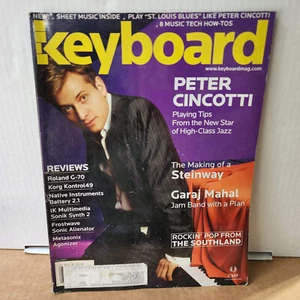 NEW! SHEET MUSIC INSIDE . PLAY "ST. LOUIS BLUES" LIKE PETER CINCOTTI
8 MUSIC TECH HOW-TOS
keyboard
www.keyboardmag.com
PETER
CINCOTTI
Playing Tips
From the New Star
of High-Class Jazz
REVIEWS
Roland G-70
Korg Kontrol49
Native Instruments
Battery 2.1
IK Multimedia
Sonik Synth 2
Frostwave
Sonic Alienator
Metasonix
Agonizer
The Making of a
Steinway
Garaj Mahal
Jam Band with a Plan
ROCKIN' POP FROM
THE SOUTHLAND